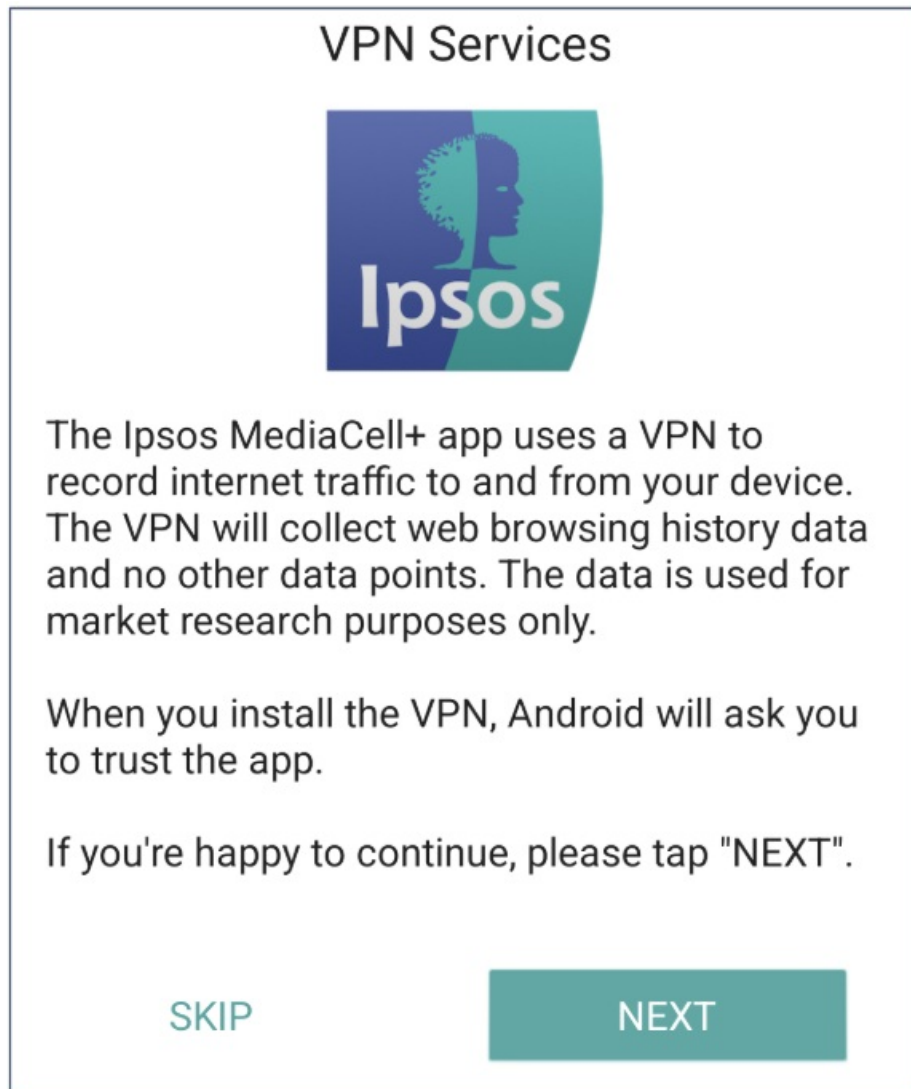 VPN Services
Ipsos
The Ipsos MediaCell+ app uses a VPN to
record internet traffic to and from your device.
The VPN will collect web browsing history data
and no other data points. The data is used for
market research purposes only.
When you install the VPN, Android will ask you
to trust the app.
If you're happy to continue, please tap "NEXT".
SKIP
NEXT